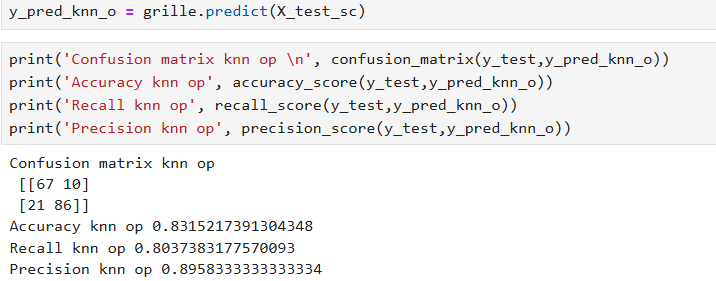 y_pred_knn_o = grille.predict(X_test_sc)
print('Confusion matrix knn op \n', confusion_matrix(y_test,y_pred_knn_o))
print('Accuracy knn op', accuracy_score(y_test,y_pred_knn_o))
print('Recall knn op', recall_score(y_test,y_pred_knn_o))
print('Precision knn op', precision_score(y_test,y_pred_knn_o))
Confusion matrix knn op
[[67 10]
[21 86]]
Accuracy knn op 0.8315217391304348
Recall knn op 0.8037383177570093
Precision knn op 0.8958333333333334